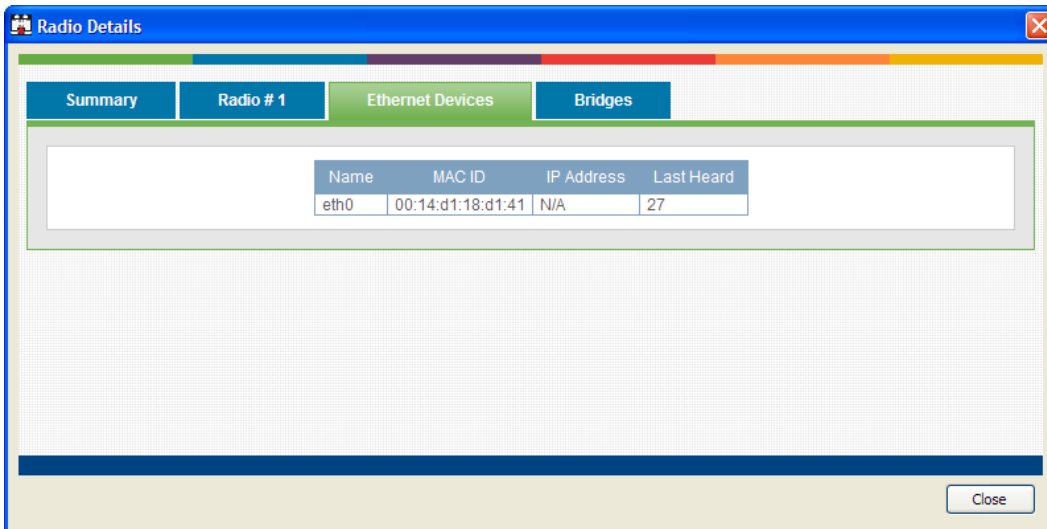 Radio Details
Summary Radio # 1 Ethernet Devices Bridges
Name MAC ID IP Address Last Heard
eth0 00:14:d1:18:d1:41 N/A 27
Close